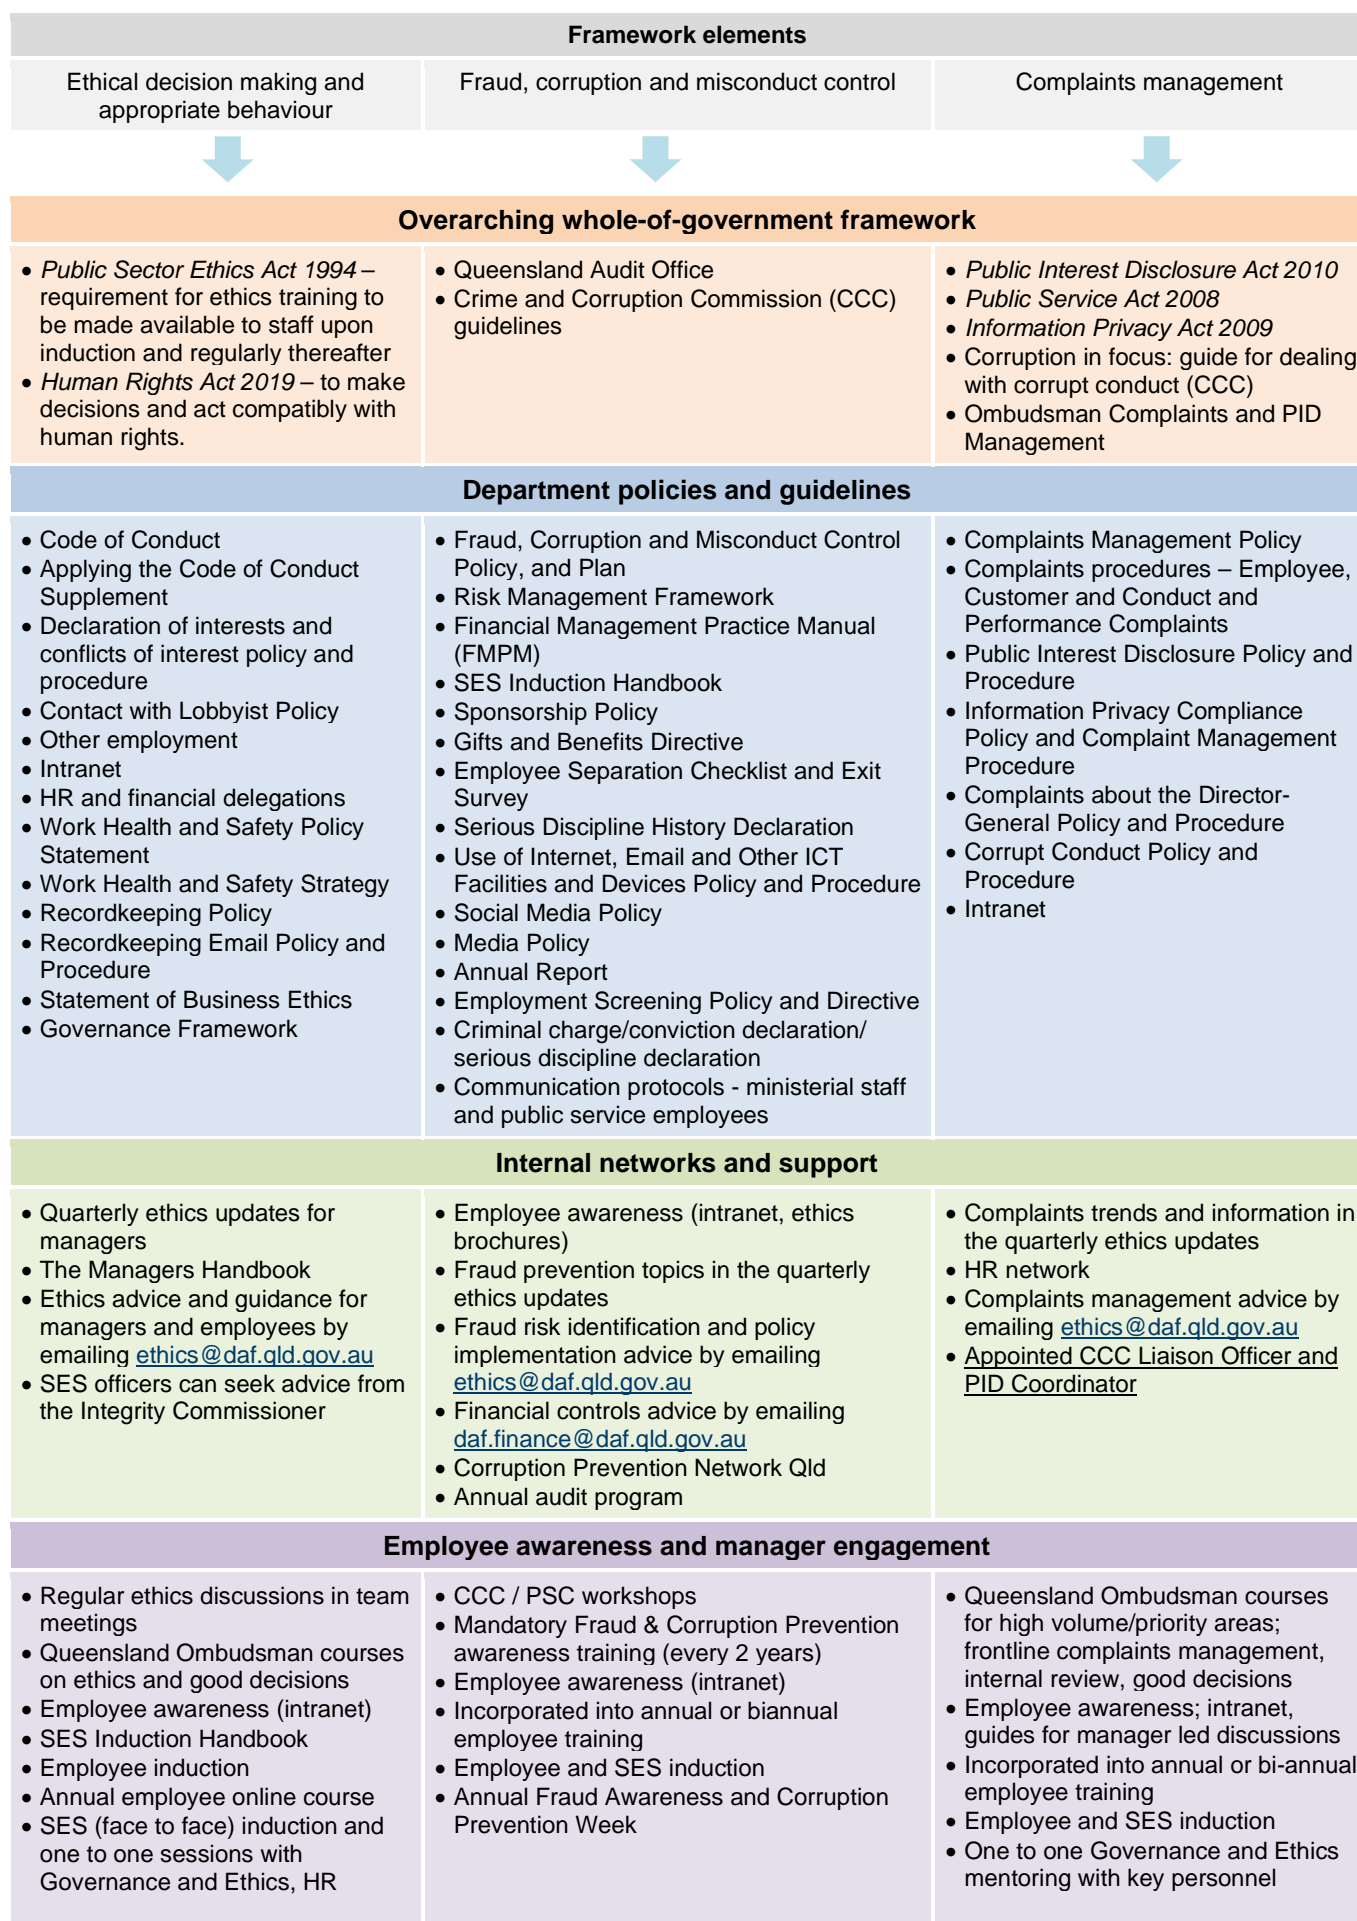 Framework elements
Ethical decision making and
appropriate behaviour
Fraud, corruption and misconduct control
Complaints management
Overarching whole-of-government framework
• Public Sector Ethics Act 1994 –
requirement for ethics training to
be made available to staff upon
induction and regularly thereafter
• Human Rights Act 2019 – to make
decisions and act compatibly with
human rights.
• Queensland Audit Office
• Crime and Corruption Commission (CCC)
guidelines
• Public Interest Disclosure Act 2010
• Public Service Act 2008
• Information Privacy Act 2009
• Corruption in focus: guide for dealing
with corrupt conduct (CCC)
• Ombudsman Complaints and PID
Management
Department policies and guidelines
• Code of Conduct
• Applying the Code of Conduct
Supplement
• Declaration of interests and
conflicts of interest policy and
procedure
• Contact with Lobbyist Policy
• Other employment
• Intranet
• HR and financial delegations
• Work Health and Safety Policy
Statement
• Work Health and Safety Strategy
• Recordkeeping Policy
• Recordkeeping Email Policy and
Procedure
• Statement of Business Ethics
• Governance Framework
• Fraud, Corruption and Misconduct Control
Policy, and Plan
• Risk Management Framework
• Financial Management Practice Manual
(FMPM)
• SES Induction Handbook
• Sponsorship Policy
• Gifts and Benefits Directive
• Employee Separation Checklist and Exit
Survey
• Serious Discipline History Declaration
• Use of Internet, Email and Other ICT
Facilities and Devices Policy and Procedure
• Social Media Policy
• Media Policy
• Annual Report
• Employment Screening Policy and Directive
• Criminal charge/conviction declaration/
serious discipline declaration
• Communication protocols - ministerial staff
and public service employees
• Complaints Management Policy
• Complaints procedures – Employee,
Customer and Conduct and
Performance Complaints
• Public Interest Disclosure Policy and
Procedure
• Information Privacy Compliance
Policy and Complaint Management
Procedure
• Complaints about the Director-
General Policy and Procedure
• Corrupt Conduct Policy and
Procedure
• Intranet
Internal networks and support
• Quarterly ethics updates for
managers
• The Managers Handbook
• Ethics advice and guidance for
managers and employees by
emailing ethics@daf.qld.gov.au
• SES officers can seek advice from
the Integrity Commissioner
• Employee awareness (intranet, ethics
brochures)
• Fraud prevention topics in the quarterly
ethics updates
• Fraud risk identification and policy
implementation advice by emailing
ethics@daf.qld.gov.au
• Financial controls advice by emailing
daf.finance@daf.qld.gov.au
• Corruption Prevention Network Qld
• Annual audit program
• Complaints trends and information in
the quarterly ethics updates
• HR network
• Complaints management advice by
emailing ethics@daf.qld.gov.au
• Appointed CCC Liaison Officer and
PID Coordinator
Employee awareness and manager engagement
• Regular ethics discussions in team
meetings
• Queensland Ombudsman courses
on ethics and good decisions
• Employee awareness (intranet)
• SES Induction Handbook
• Employee induction
• Annual employee online course
• SES (face to face) induction and
one to one sessions with
Governance and Ethics, HR
• CCC / PSC workshops
• Mandatory Fraud & Corruption Prevention
awareness training (every 2 years)
• Employee awareness (intranet)
• Incorporated into annual or biannual
employee training
• Employee and SES induction
• Annual Fraud Awareness and Corruption
Prevention Week
• Queensland Ombudsman courses
for high volume/priority areas;
frontline complaints management,
internal review, good decisions
• Employee awareness; intranet,
guides for manager led discussions
• Incorporated into annual or bi-annual
employee training
• Employee and SES induction
• One to one Governance and Ethics
mentoring with key personnel